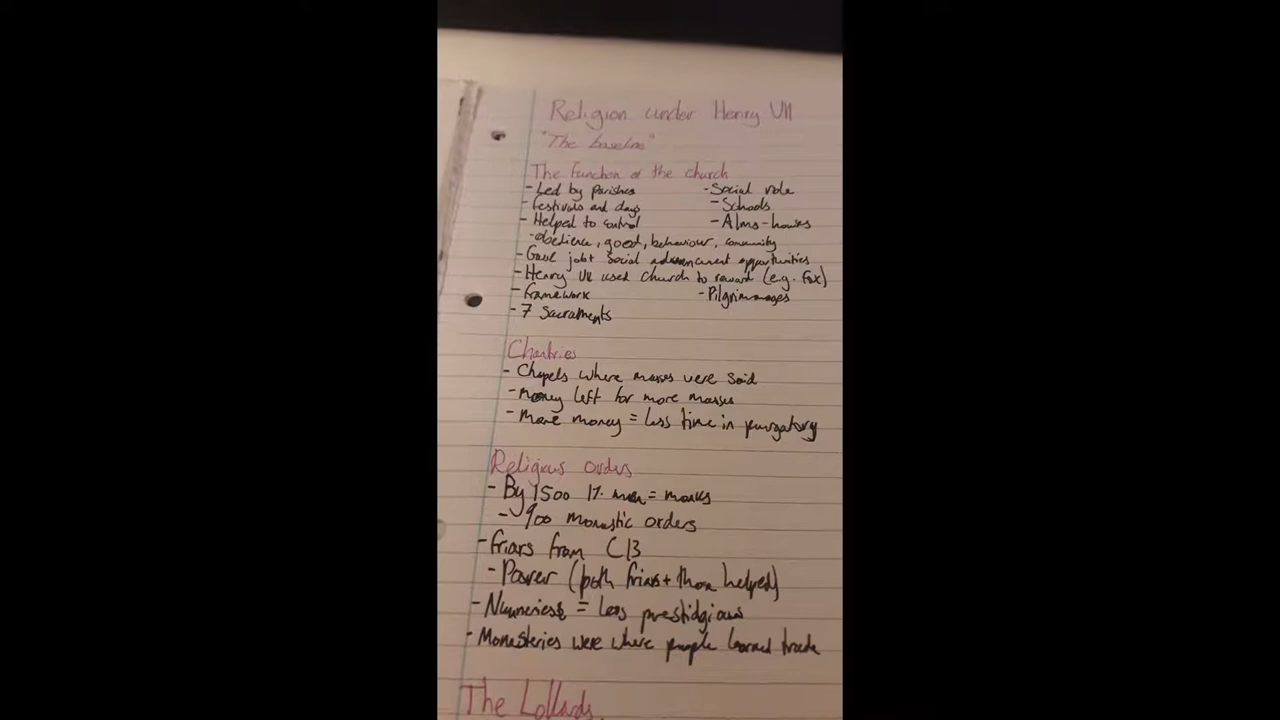 Religion under Henry VII
"The baseline"
The Function of the church
- Led by parishes - Social role
- Festivals and days - Schools
- Helped to control - Alms-houses
- obedience, good, behaviour, community
- Gave job + social advancement opportunities
- Henry VII used church to reward (e.g. Fox)
- framework - Pilgrimages
- 7 Sacraments
Chantries
- Chapels where masses were said
- money left for more masses
- more money = less time in purgatory
Religious orders
- By 1500 1% men = monks
- 900 monastic orders
- Friars from C13
- Poorer (both friars + those helped)
- Nunneries = less prestidgious
- Monasteries were where people learned trade
The Lollards